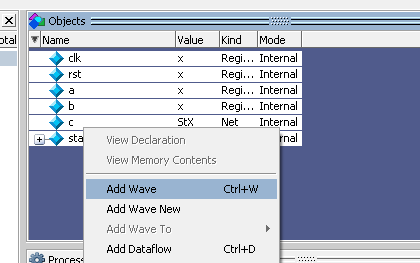 otal
Objects
Name Value Kind Mode
clk x Regi... Internal
rst x Regi... Internal
a x Regi... Internal
b x Regi... Internal
c StX Net Internal
sta ternal
View Declaration
View Memory Contents
Add Wave Ctrl+W
Add Wave New
Add Wave To
Add Dataflow Ctrl+D
Proces